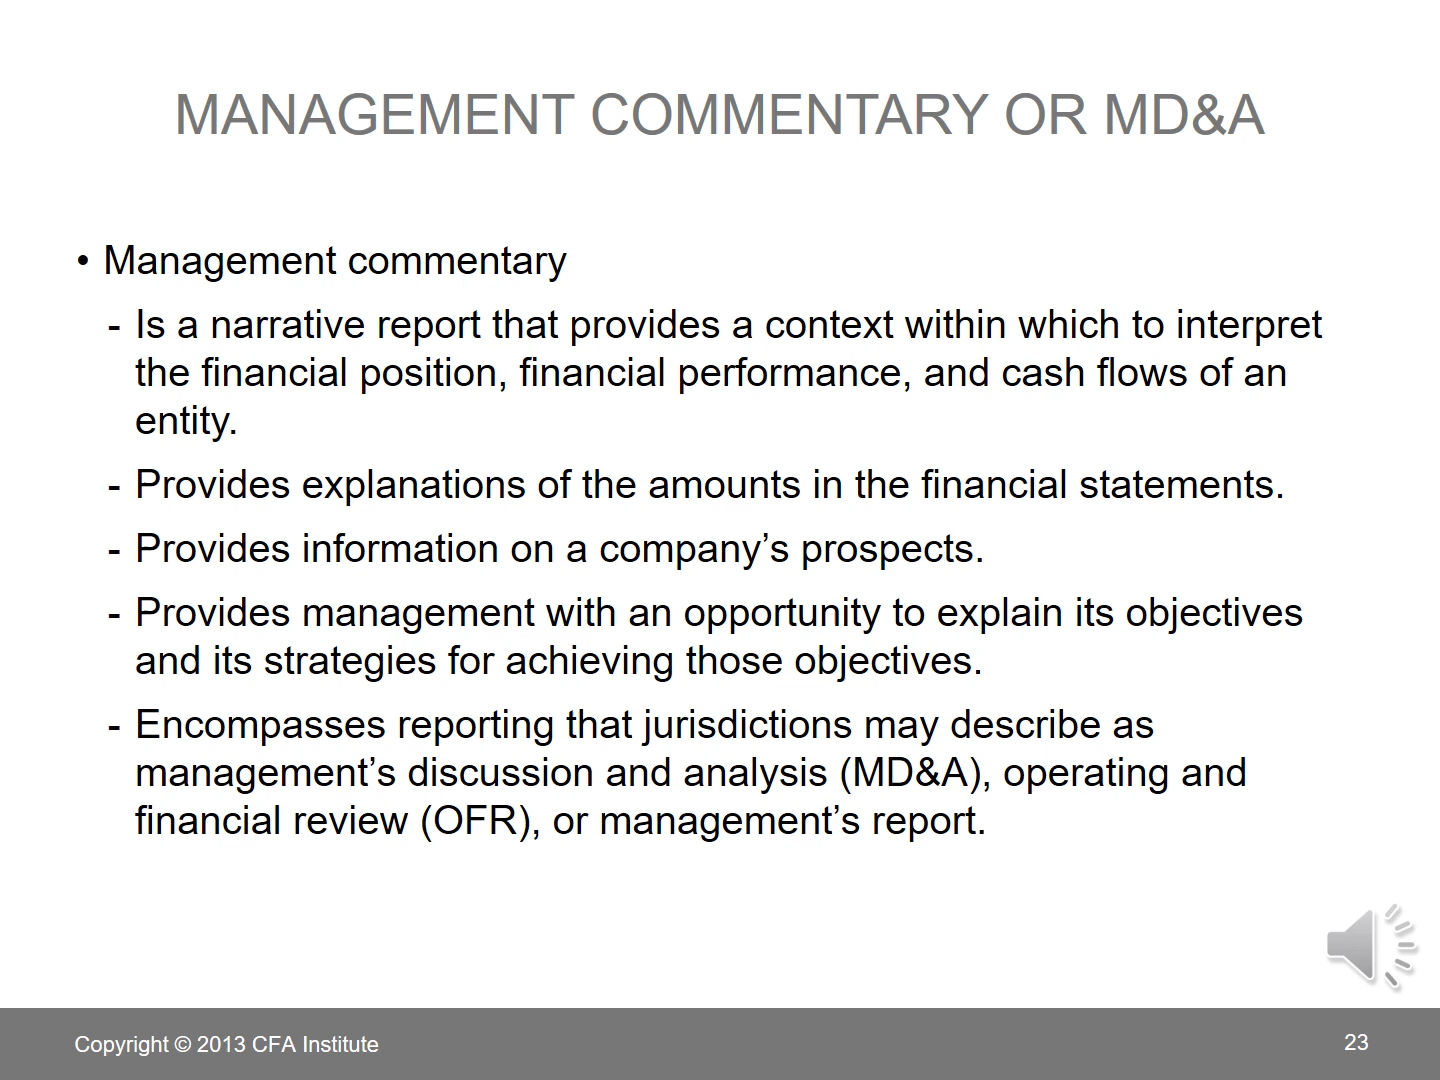 MANAGEMENT COMMENTARY OR MD&A
• Management commentary
- Is a narrative report that provides a context within which to interpret
the financial position, financial performance, and cash flows of an
entity.
- Provides explanations of the amounts in the financial statements.
- Provides information on a company’s prospects.
- Provides management with an opportunity to explain its objectives
and its strategies for achieving those objectives.
- Encompasses reporting that jurisdictions may describe as
management’s discussion and analysis (MD&A), operating and
financial review (OFR), or management’s report.
Copyright © 2013 CFA Institute
23